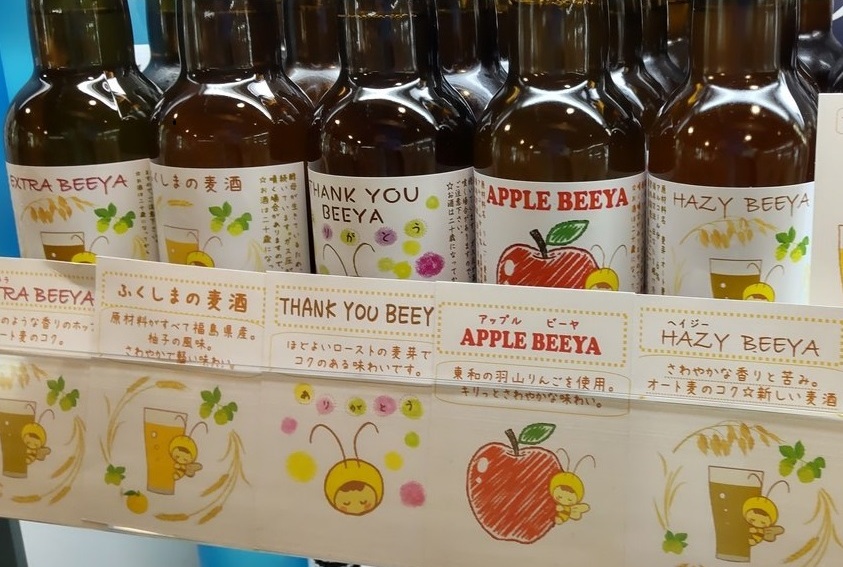 EXTRA BEEYA
くしまの麦酒
THANK YOU
BEEYA
りがとう
APPLE BEEYA
HAZY BEEYA
TRA BEEYA
のような香りのホッ
ート麦のコク。
ふくしまの麦酒
原材料がすべて福島県産。
柚子の風味。
さわやかで軽い味わい
THANK YOU BEEY
ほどよいローストの麦芽で
コクのある味わいです。
ありがとう
アップル ビーヤ
APPLE BEEYA
東和の羽山りんごを使用。
キリっとさわやかな味わい。
ヘイジー
HAZY BEEYA
さわやかな香りと苦み。
オート麦のコク☆新しい麦酒